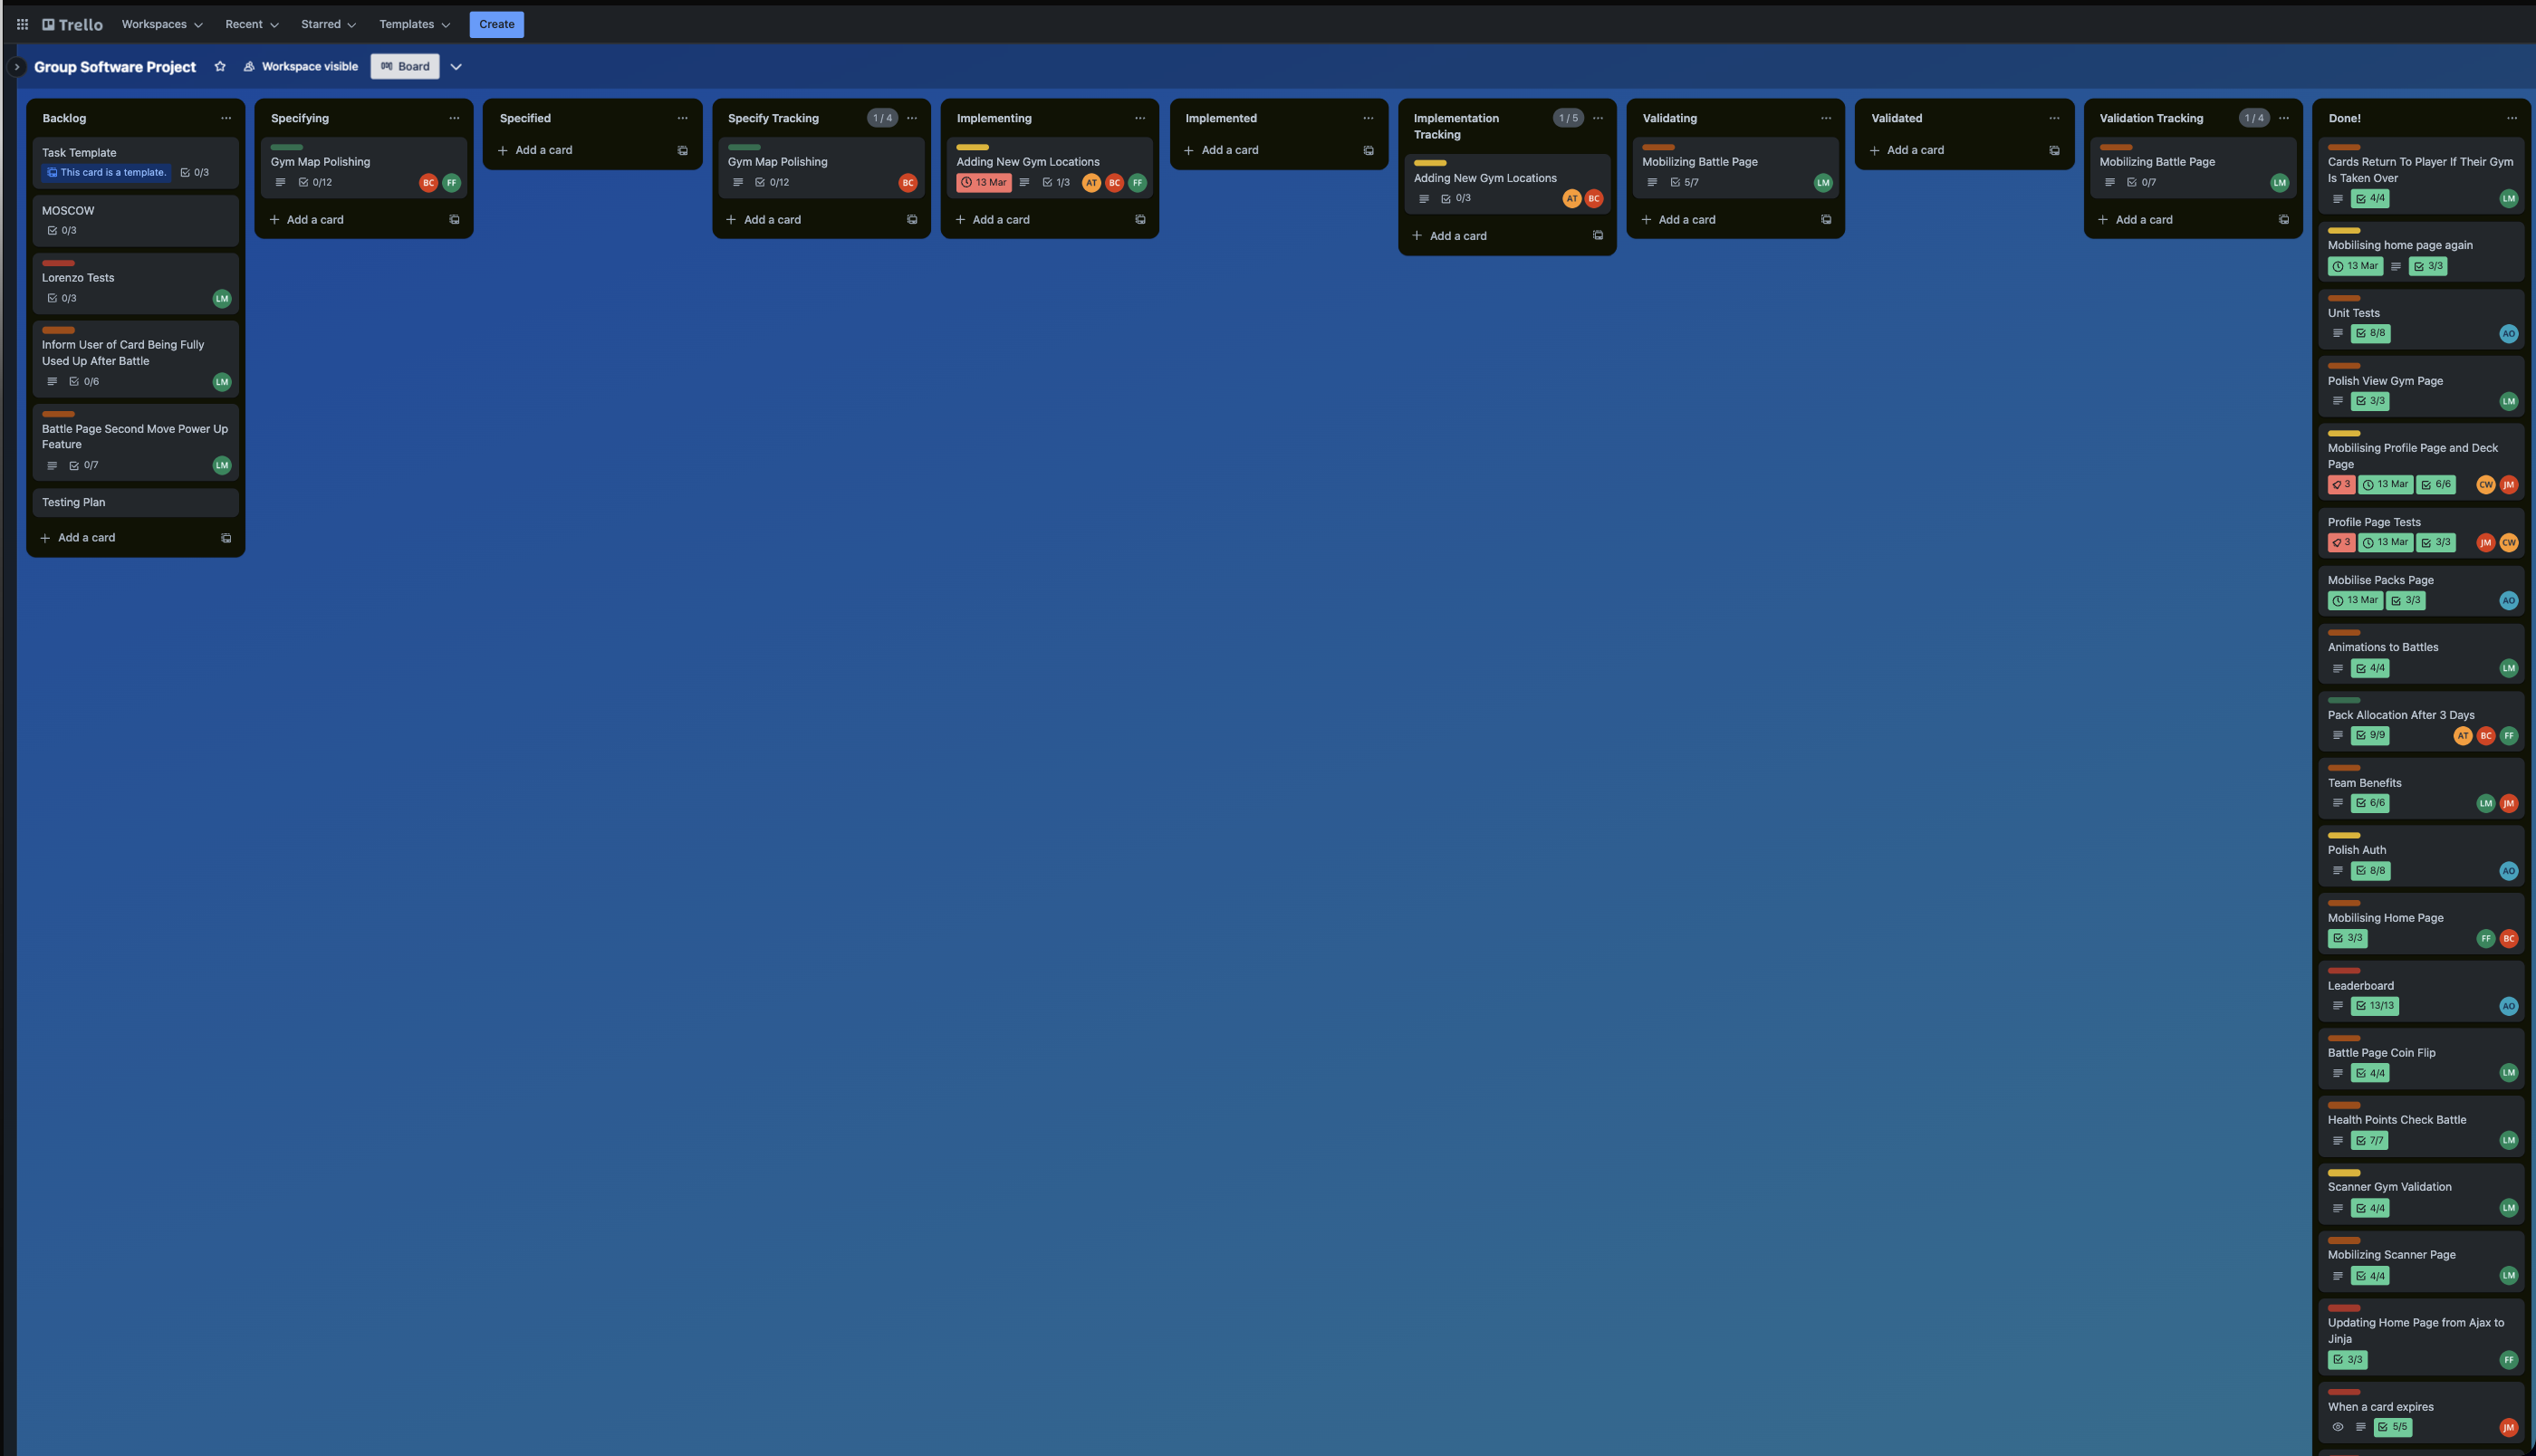 Trello
Workspaces
Recent
Starred
Templates
Create
Group Software Project
Workspace visible
Board
Backlog
Task Template
This card is a template.
0/3
MOSCOW
0/3
Lorenzo Tests
0/3
LM
Inform User of Card Being Fully
Used Up After Battle
0/6
LM
Battle Page Second Move Power Up
Feature
0/7
LM
Testing Plan
Add a card
Specifying
Gym Map Polishing
0/12
BC FF
Add a card
Specified
Add a card
Specify Tracking
1 / 4
Gym Map Polishing
0/12
BC
Add a card
Implementing
Adding New Gym Locations
13 Mar
1/3
AT BC FF
Add a card
Implemented
Add a card
Implementation
Tracking
1 / 5
Adding New Gym Locations
0/3
AT BC
Add a card
Validating
Mobilizing Battle Page
5/7
LM
Add a card
Validated
Add a card
Validation Tracking
1 / 4
Mobilizing Battle Page
0/7
LM
Add a card
Done!
Cards Return To Player If Their Gym
Is Taken Over
4/4
LM
Mobilising home page again
13 Mar
3/3
Unit Tests
8/8
AO
Polish View Gym Page
3/3
LM
Mobilising Profile Page and Deck
Page
3
13 Mar
6/6
CW JM
Profile Page Tests
3
13 Mar
3/3
JM CW
Mobilise Packs Page
13 Mar
3/3
AO
Animations to Battles
4/4
LM
Pack Allocation After 3 Days
9/9
AT BC FF
Team Benefits
6/6
LM JM
Polish Auth
8/8
AO
Mobilising Home Page
3/3
FF BC
Leaderboard
13/13
AO
Battle Page Coin Flip
4/4
LM
Health Points Check Battle
7/7
LM
Scanner Gym Validation
4/4
LM
Mobilizing Scanner Page
4/4
LM
Updating Home Page from Ajax to
Jinja
3/3
FF
When a card expires
5/5
JM